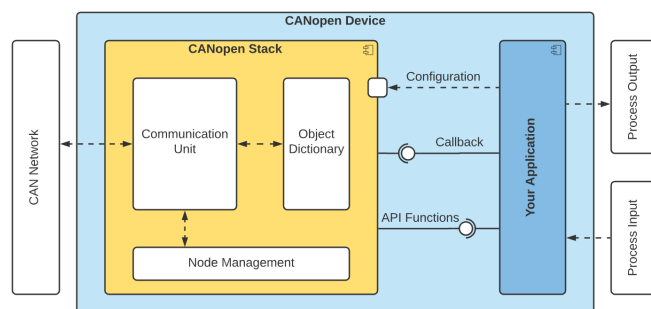 CANopen Device
CANopen Stack
CAN Network
Communication
Unit
Object
Dictionary
Node Management
Configuration
Callback
API Functions
Your Application
Process Output
Process Input